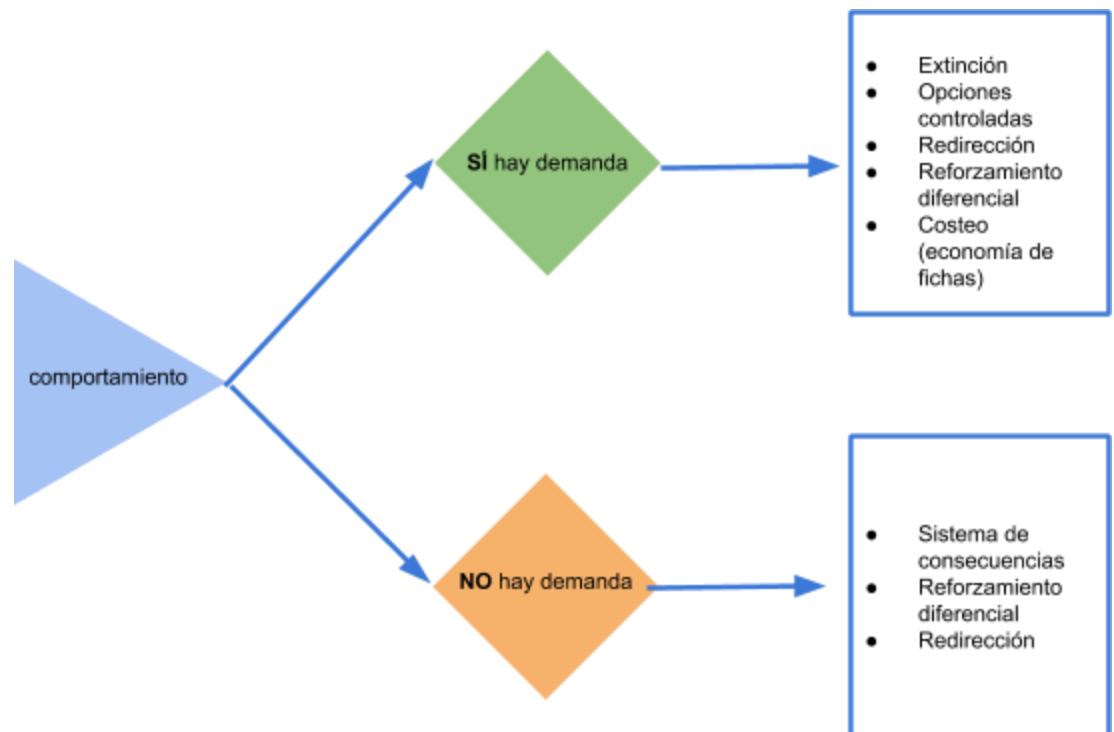 comportamiento
SÍ hay demanda
● Extinción
● Opciones
controladas
● Redirección
● Reforzamiento
diferencial
● Costeo
(economía de
fichas)
NO hay demanda
● Sistema de
consecuencias
● Reforzamiento
diferencial
● Redirección